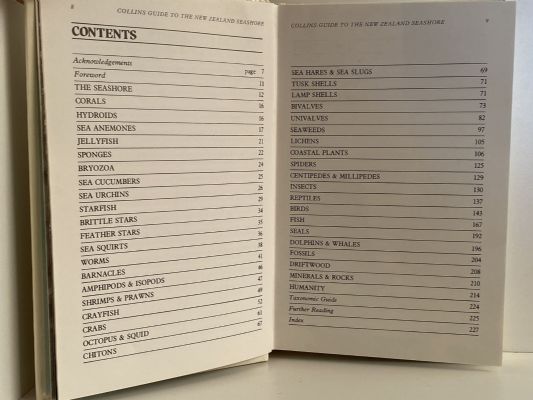 8
COLLINS GUIDE TO THE NEW ZEALAND SEASHORE
CONTENTS
Acknowledgements page 7
Foreword 11
THE SEASHORE 12
CORALS 16
HYDROIDS 16
SEA ANEMONES 17
JELLYFISH 21
SPONGES 22
BRYOZOA 24
SEA CUCUMBERS 25
SEA URCHINS 26
STARFISH 29
BRITTLE STARS 34
FEATHER STARS 35
SEA SQUIRTS 36
WORMS 38
BARNACLES 41
AMPHIPODS & ISOPODS 46
SHRIMPS & PRAWNS 47
CRAYFISH 49
CRABS 52
OCTOPUS & SQUID 61
CHITONS 67
COLLINS GUIDE TO THE NEW ZEALAND SEASHORE
9
SEA HARES & SEA SLUGS 69
TUSK SHELLS 71
LAMP SHELLS 71
BIVALVES 73
UNIVALVES 82
SEAWEEDS 97
LICHENS 105
COASTAL PLANTS 106
SPIDERS 125
CENTIPEDES & MILLIPEDES 129
INSECTS 130
REPTILES 137
BIRDS 143
FISH 167
SEALS 192
DOLPHINS & WHALES 196
FOSSILS 204
DRIFTWOOD 208
MINERALS & ROCKS 210
HUMANITY 214
Taxonomic Guide 224
Further Reading 225
Index 227